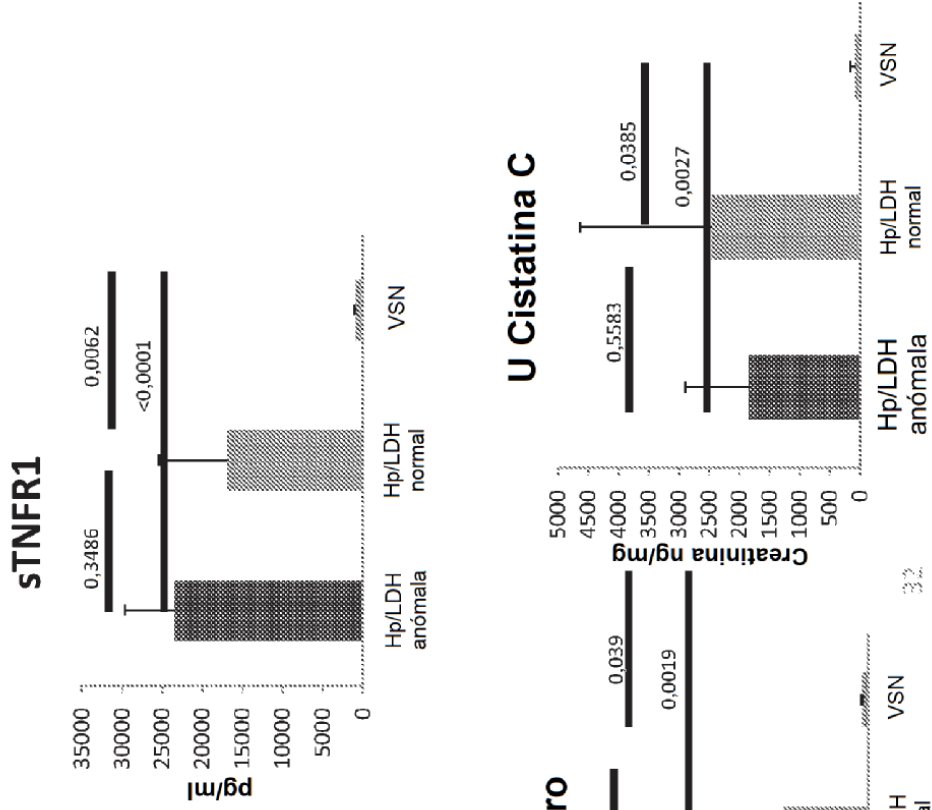 sTNFR1
0,3486
0,0062
<0,0001
35000
30000
25000
20000
15000
10000
5000
0
pg/ml
Hp/LDH
anómala
Hp/LDH
normal
VSN
U Cistatina C
0,5583
0,0385
0,0027
5000
4500
4000
3500
3000
2500
2000
1500
1000
500
0
Creatinina ng/mg
Hp/LDH
anómala
Hp/LDH
normal
VSN
ro
0,039
0,0019
VSN
H
al
32